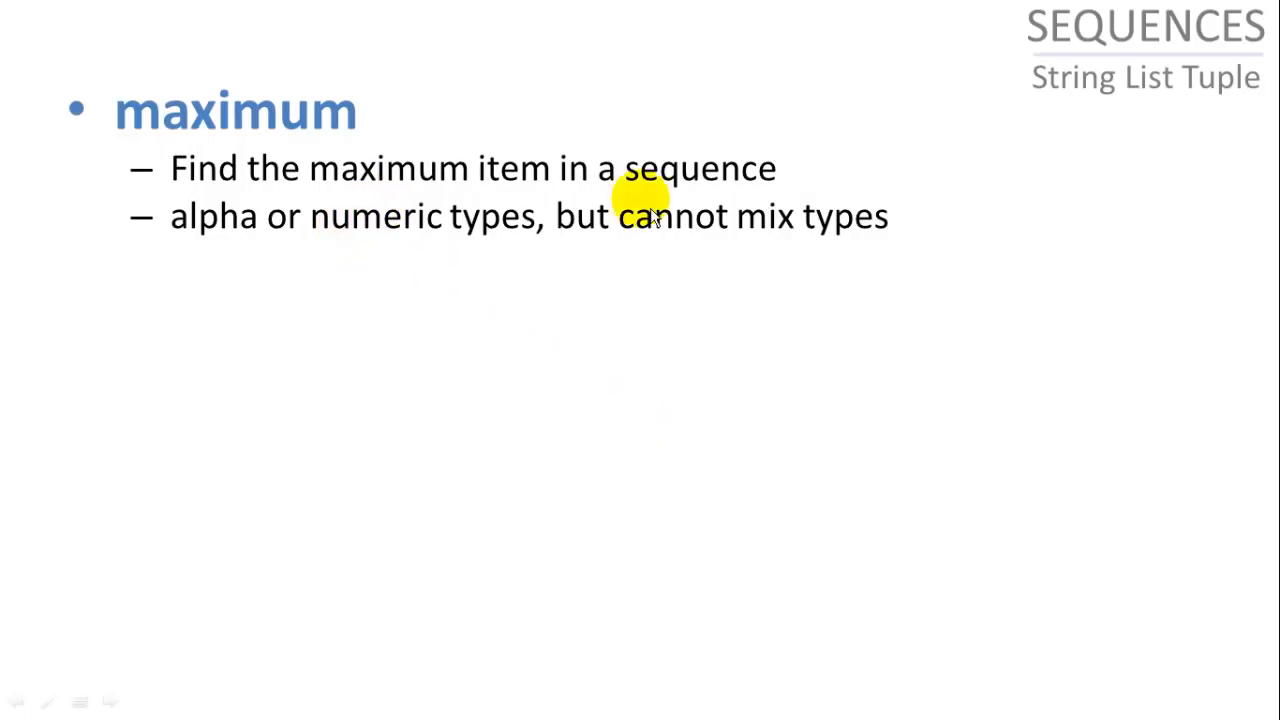 SEQUENCES
String List Tuple
• maximum
– Find the maximum item in a sequence
– alpha or numeric types, but cannot mix types